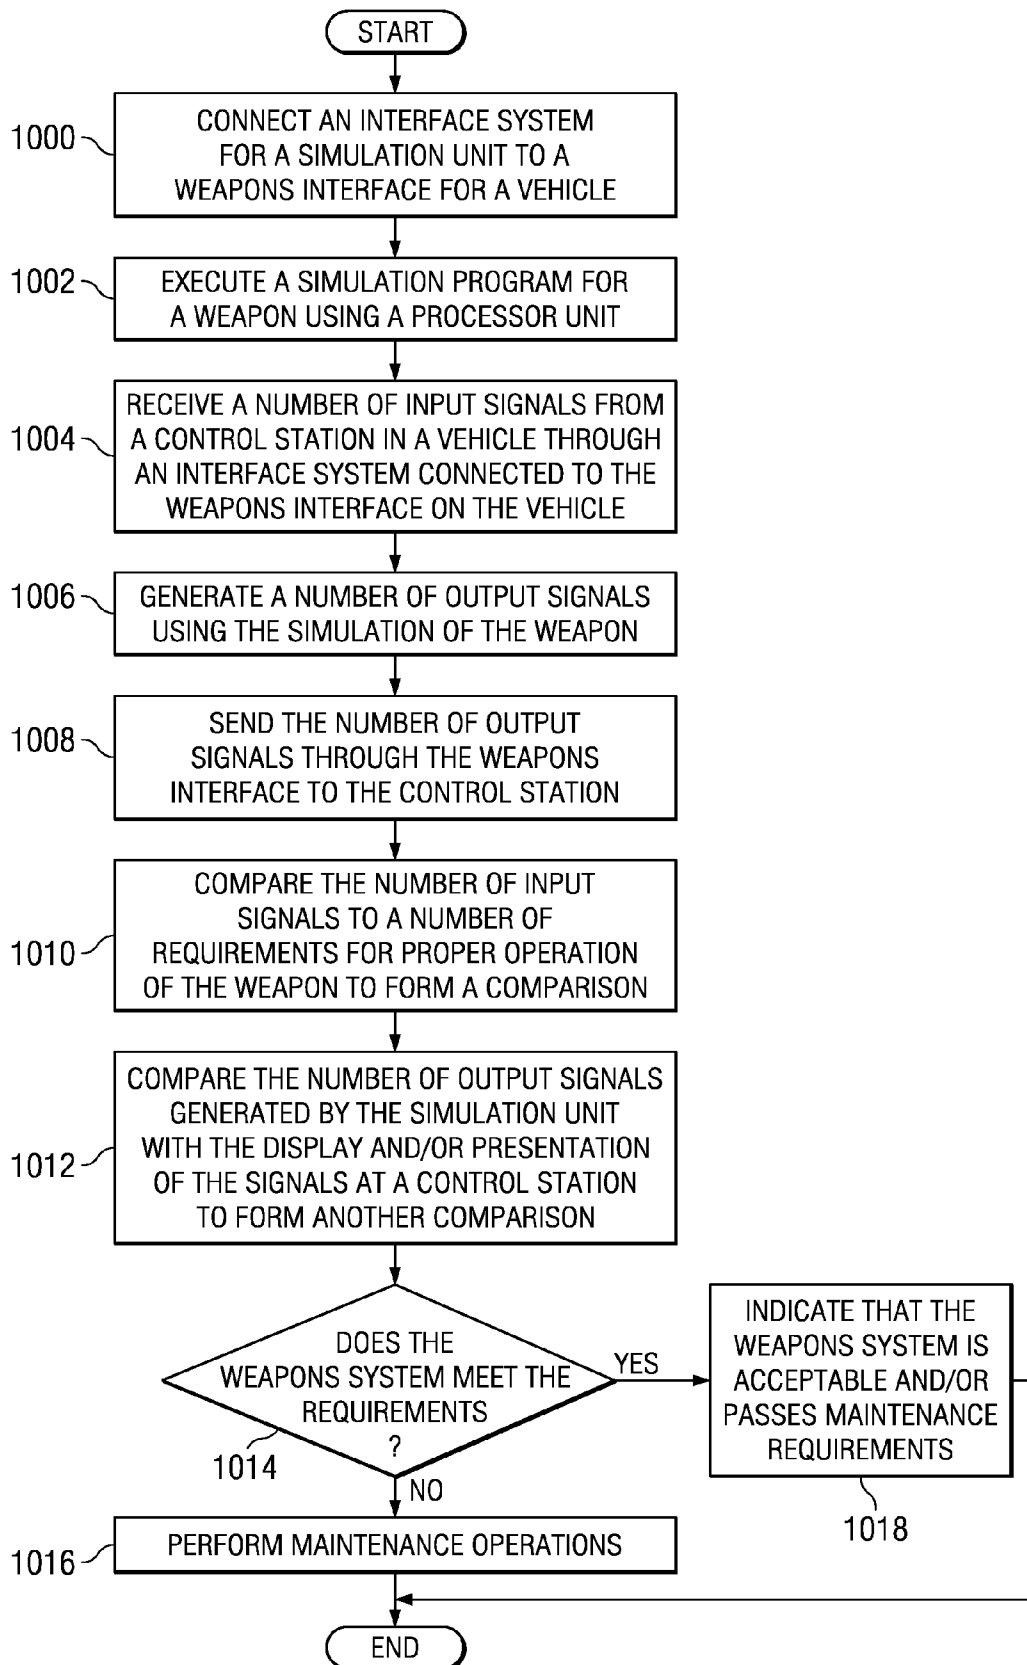 START
1000
CONNECT AN INTERFACE SYSTEM
FOR A SIMULATION UNIT TO A
WEAPONS INTERFACE FOR A VEHICLE
1002
EXECUTE A SIMULATION PROGRAM FOR
A WEAPON USING A PROCESSOR UNIT
1004
RECEIVE A NUMBER OF INPUT SIGNALS FROM
A CONTROL STATION IN A VEHICLE THROUGH
AN INTERFACE SYSTEM CONNECTED TO THE
WEAPONS INTERFACE ON THE VEHICLE
1006
GENERATE A NUMBER OF OUTPUT SIGNALS
USING THE SIMULATION OF THE WEAPON
1008
SEND THE NUMBER OF OUTPUT
SIGNALS THROUGH THE WEAPONS
INTERFACE TO THE CONTROL STATION
1010
COMPARE THE NUMBER OF INPUT
SIGNALS TO A NUMBER OF
REQUIREMENTS FOR PROPER OPERATION
OF THE WEAPON TO FORM A COMPARISON
1012
COMPARE THE NUMBER OF OUTPUT SIGNALS
GENERATED BY THE SIMULATION UNIT
WITH THE DISPLAY AND/OR PRESENTATION
OF THE SIGNALS AT A CONTROL STATION
TO FORM ANOTHER COMPARISON
DOES THE
WEAPONS SYSTEM MEET THE
REQUIREMENTS
?
1014
YES
INDICATE THAT THE
WEAPONS SYSTEM IS
ACCEPTABLE AND/OR
PASSES MAINTENANCE
REQUIREMENTS
1018
NO
1016
PERFORM MAINTENANCE OPERATIONS
END